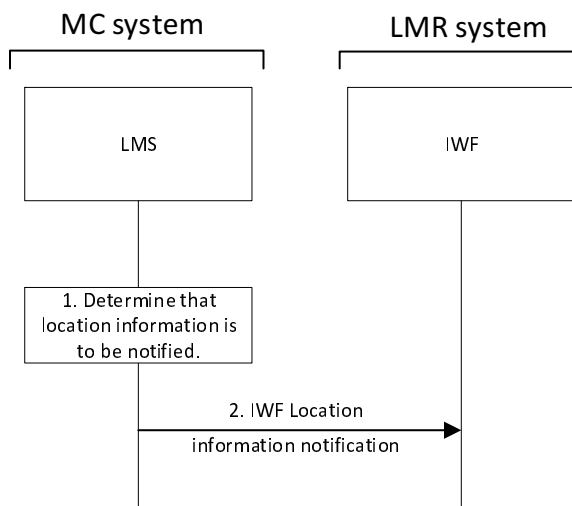 MC system
LMR system
LMS
IWF
1. Determine that
location information is
to be notified.
2. IWF Location
information notification